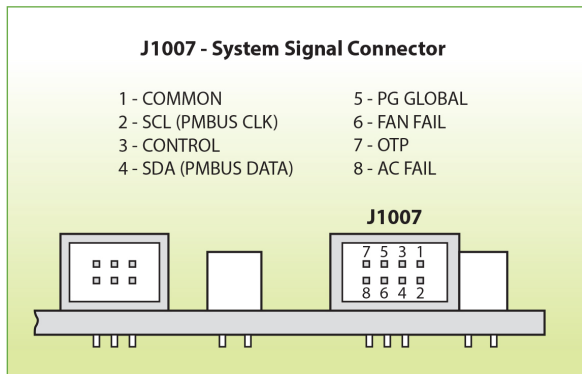 J1007 - System Signal Connector
1 - COMMON
2 - SCL (PMBUS CLK)
3 - CONTROL
4 - SDA (PMBUS DATA)
5 - PG GLOBAL
6 - FAN FAIL
7 - OTP
8 - AC FAIL
J1007
7 5 3 1
8 6 4 2